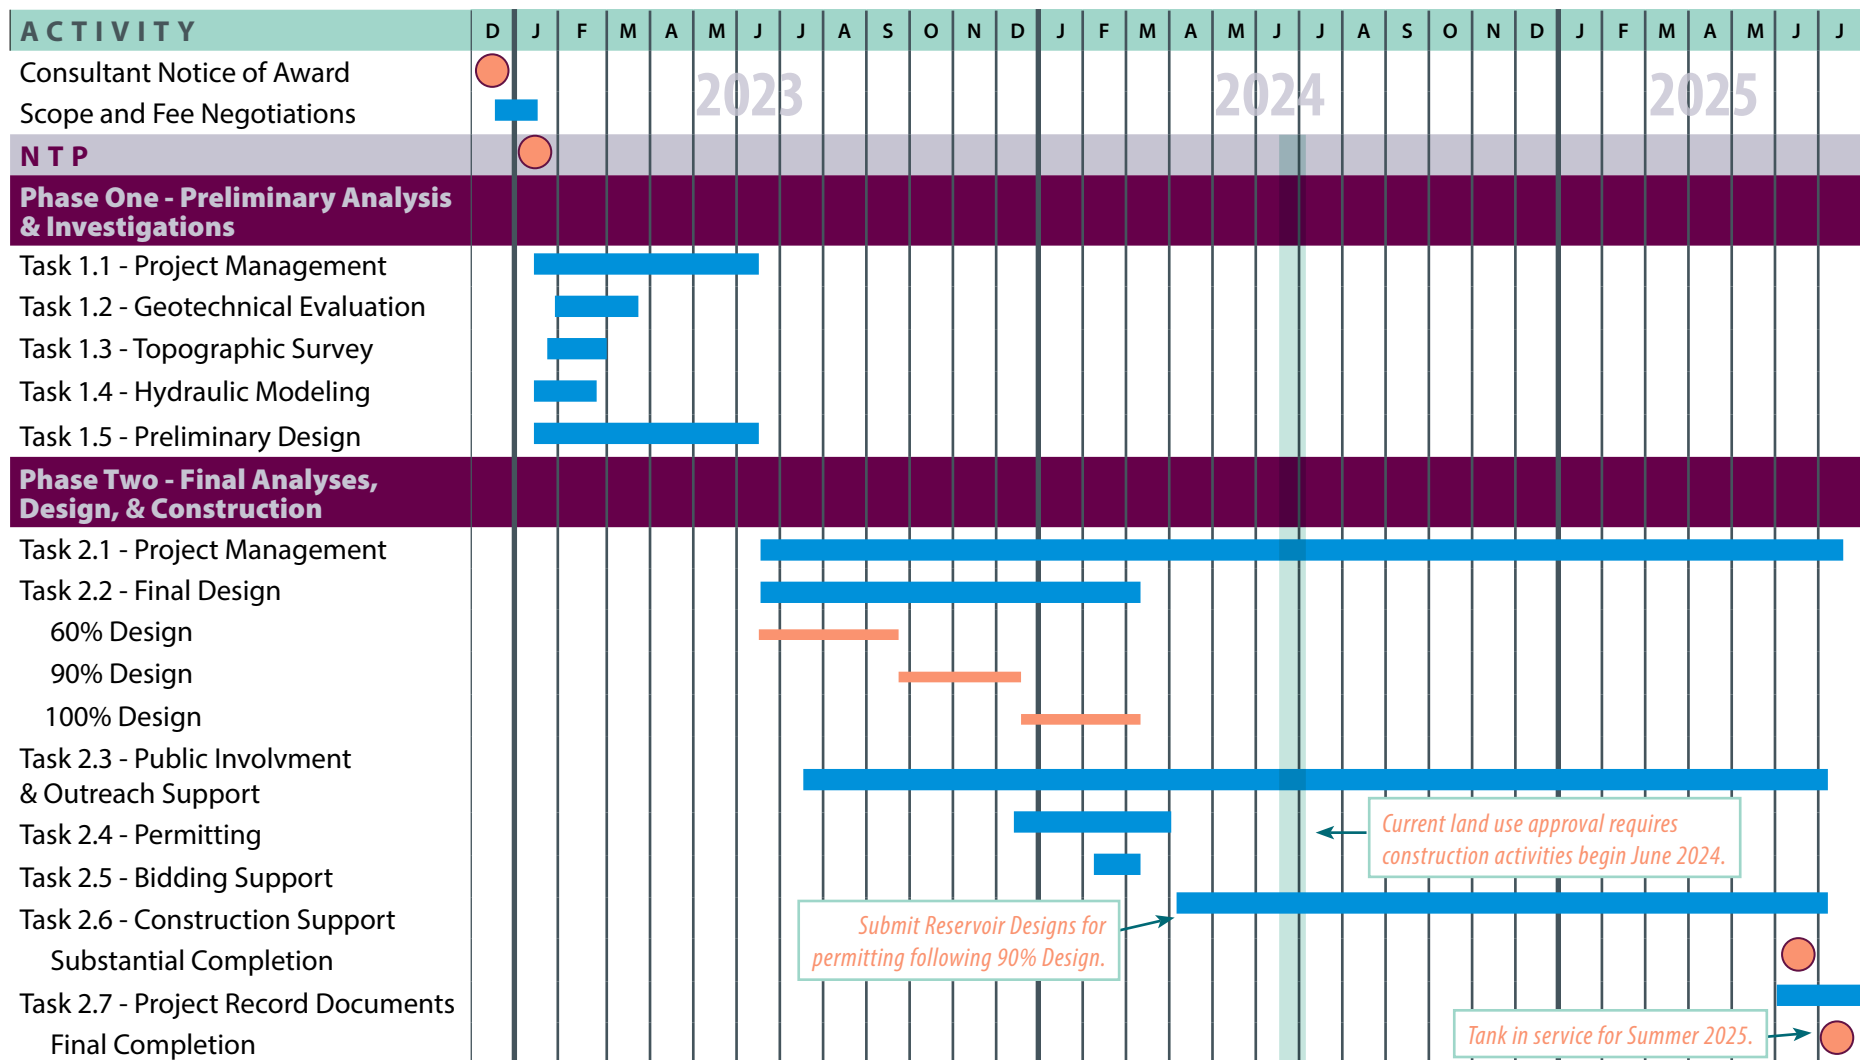 ACTIVITY D J F M A M J J A S O N D J F M A M J J A S O N D J F M A M J J
Consultant Notice of Award
2023 2024 2025
Scope and Fee Negotiations
NTP
Phase One - Preliminary Analysis
& Investigations
Task 1.1 - Project Management
Task 1.2 - Geotechnical Evaluation
Task 1.3 - Topographic Survey
Task 1.4 - Hydraulic Modeling
Task 1.5 - Preliminary Design
Phase Two - Final Analyses,
Design, & Construction
Task 2.1 - Project Management
Task 2.2 - Final Design
60% Design
90% Design
100% Design
Task 2.3 - Public Involvment
& Outreach Support
Task 2.4 - Permitting
Current land use approval requires
construction activities begin June 2024.
Task 2.5 - Bidding Support
Task 2.6 - Construction Support
Submit Reservoir Designs for
permitting following 90% Design.
Substantial Completion
Task 2.7 - Project Record Documents
Tank in service for Summer 2025.
Final Completion